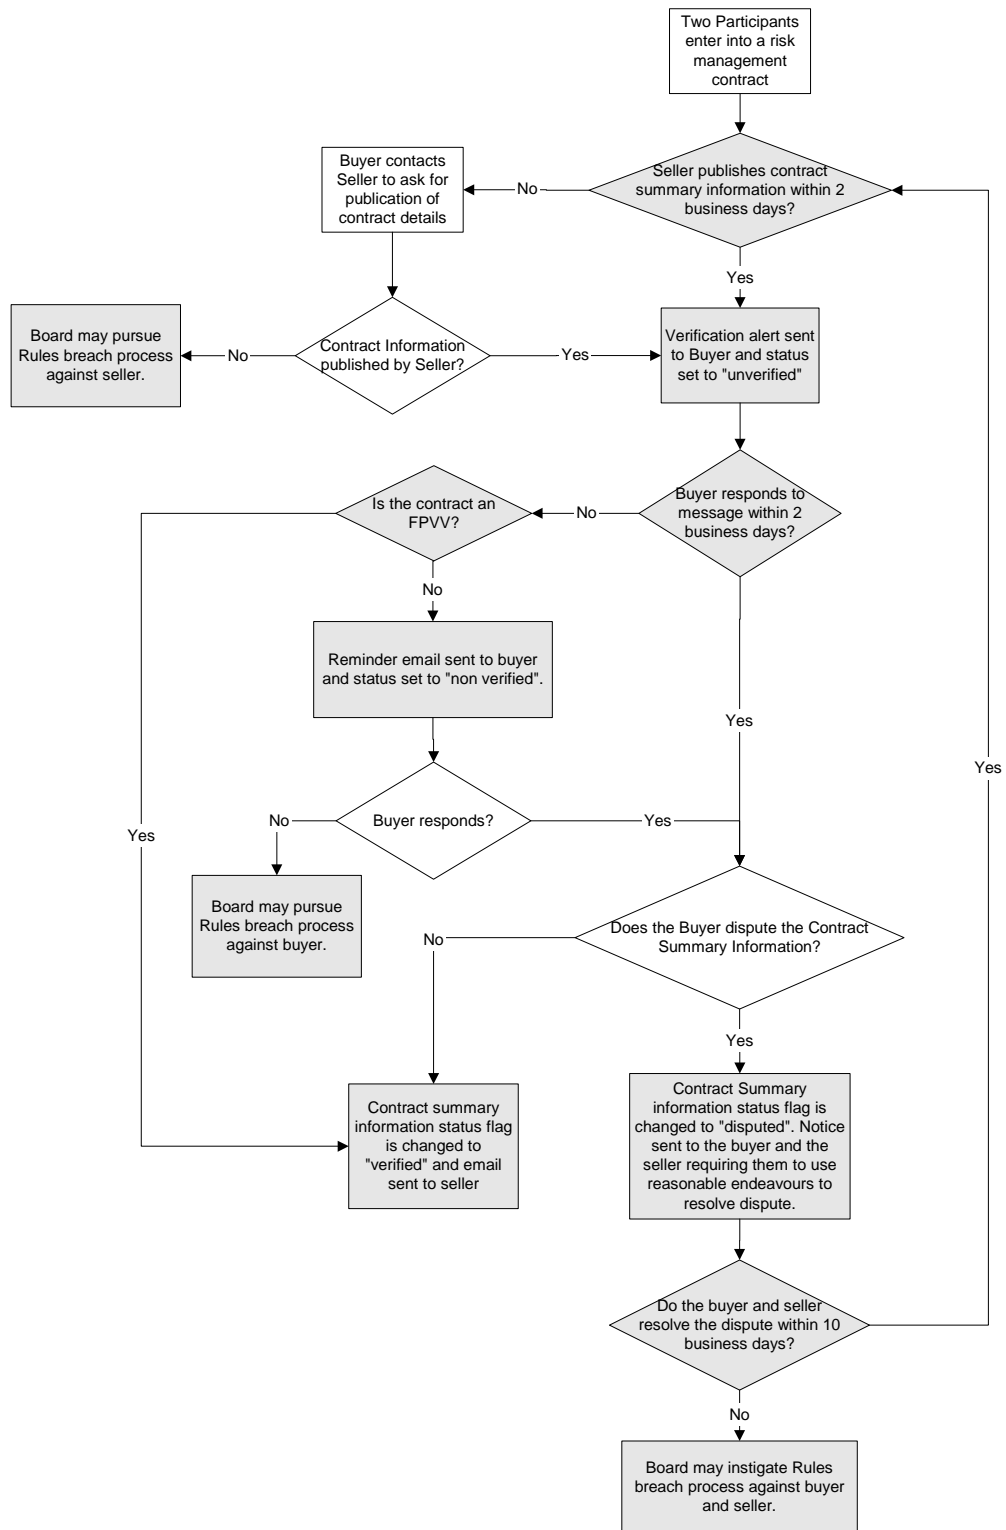 Two Participants
enter into a risk
management
contract
Seller publishes contract
summary information within 2
business days?
No
Buyer contacts
Seller to ask for
publication of
contract details
Yes
Board may pursue
Rules breach process
against seller.
No
Contract Information
published by Seller?
Yes
Verification alert sent
to Buyer and status
set to "unverified"
Is the contract an
FPVV?
No
Buyer responds to
message within 2
business days?
No
Reminder email sent to buyer
and status set to "non verified".
Yes
Yes
No
Buyer responds?
Yes
Yes
Board may pursue
Rules breach process
against buyer.
No
Does the Buyer dispute the Contract
Summary Information?
Yes
Contract summary
information status flag
is changed to
"verified" and email
sent to seller
Contract Summary
information status flag is
changed to "disputed". Notice
sent to the buyer and the
seller requiring them to use
reasonable endeavours to
resolve dispute.
Do the buyer and seller
resolve the dispute within 10
business days?
No
Board may instigate Rules
breach process against buyer
and seller.